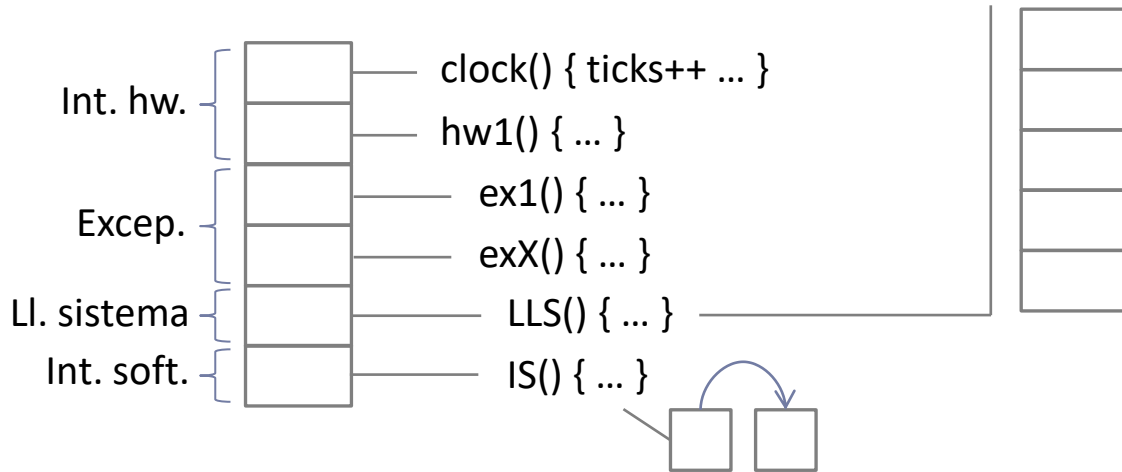 Int. hw.
clock() { ticks++ … }
hw1() { … }
Excep.
ex1() { … }
exX() { … }
Ll. sistema
LLS() { … }
Int. soft.
IS() { … }